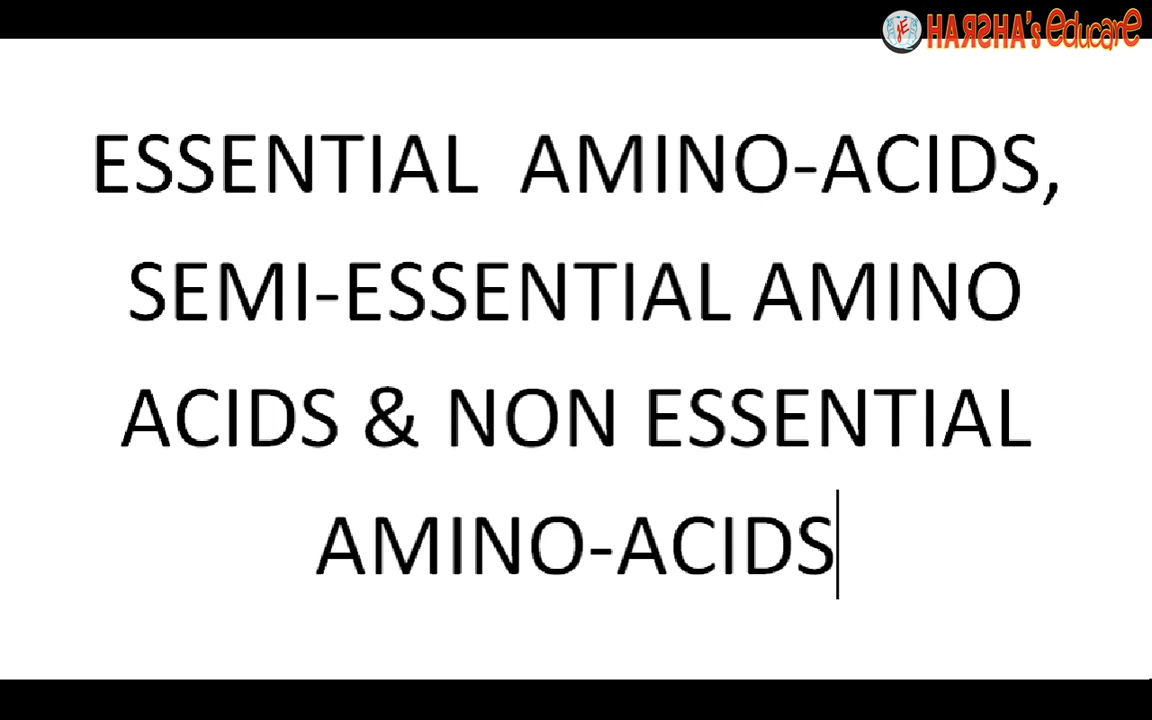 HARSHA's educare
ESSENTIAL AMINO-ACIDS,
SEMI-ESSENTIAL AMINO
ACIDS & NON ESSENTIAL
AMINO-ACIDS